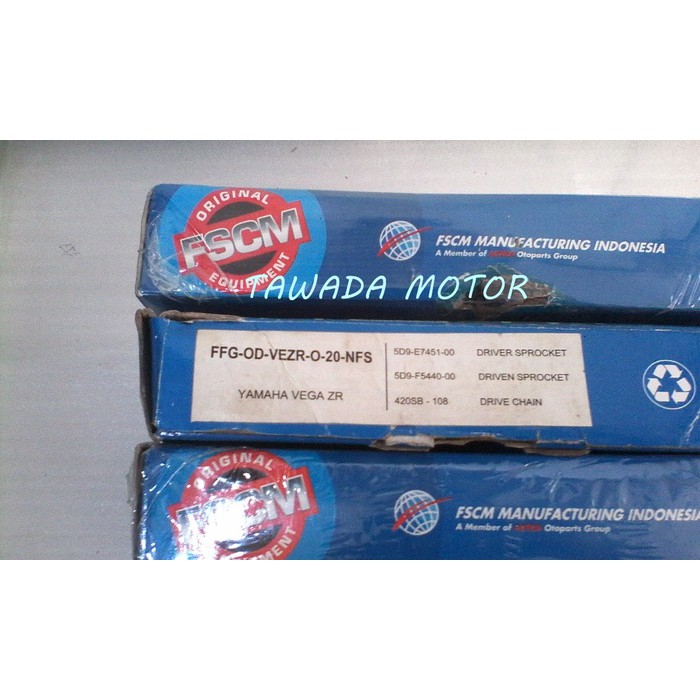 ORIGINAL
FSCM
EQUIPMENT
FSCM MANUFACTURING INDONESIA
A Member of ASTRA Otoparts Group
TAWADA MOTOR
FFG-OD-VEZR-O-20-NFS
YAMAHA VEGA ZR
5D9-E7451-00 DRIVER SPROCKET
5D9-F5440-00 DRIVEN SPROCKET
420SB - 108 DRIVE CHAIN
ORIGINAL
FSCM
EQUIPMENT
FSCM MANUFACTURING INDONESIA
A Member of ASTRA Otoparts Group